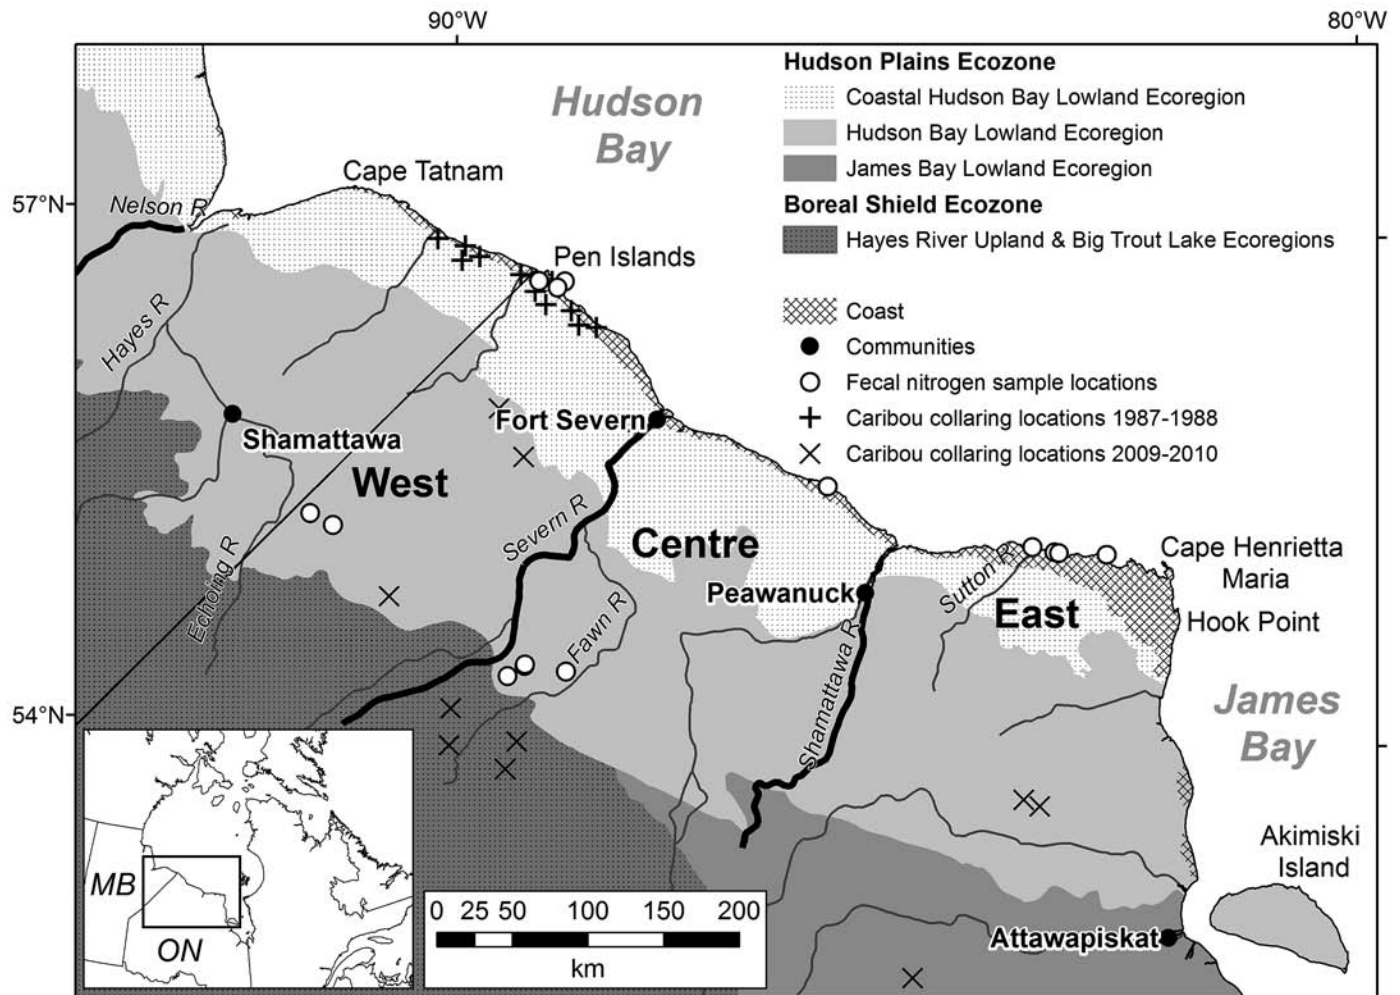 90°W
80°W
Hudson Plains Ecozone
Coastal Hudson Bay Lowland Ecoregion
Hudson Bay Lowland Ecoregion
James Bay Lowland Ecoregion
Boreal Shield Ecozone
Hayes River Upland & Big Trout Lake Ecoregions
Coast
Communities
Fecal nitrogen sample locations
Caribou collaring locations 1987-1988
Caribou collaring locations 2009-2010
Hudson
Bay
Cape Tatnam
57°N
Nelson R
Pen Islands
Hayes R
Fort Severn
Shamattawa
West
Severn R
Centre
Echoing R
Fawn R
Peawanuck
Shamattawa R
Sutton R
East
Cape Henrietta
Maria
Hook Point
54°N
James
Bay
Akimiski
Island
Attawapiskat
MB
ON
0 25 50 100 150 200
km